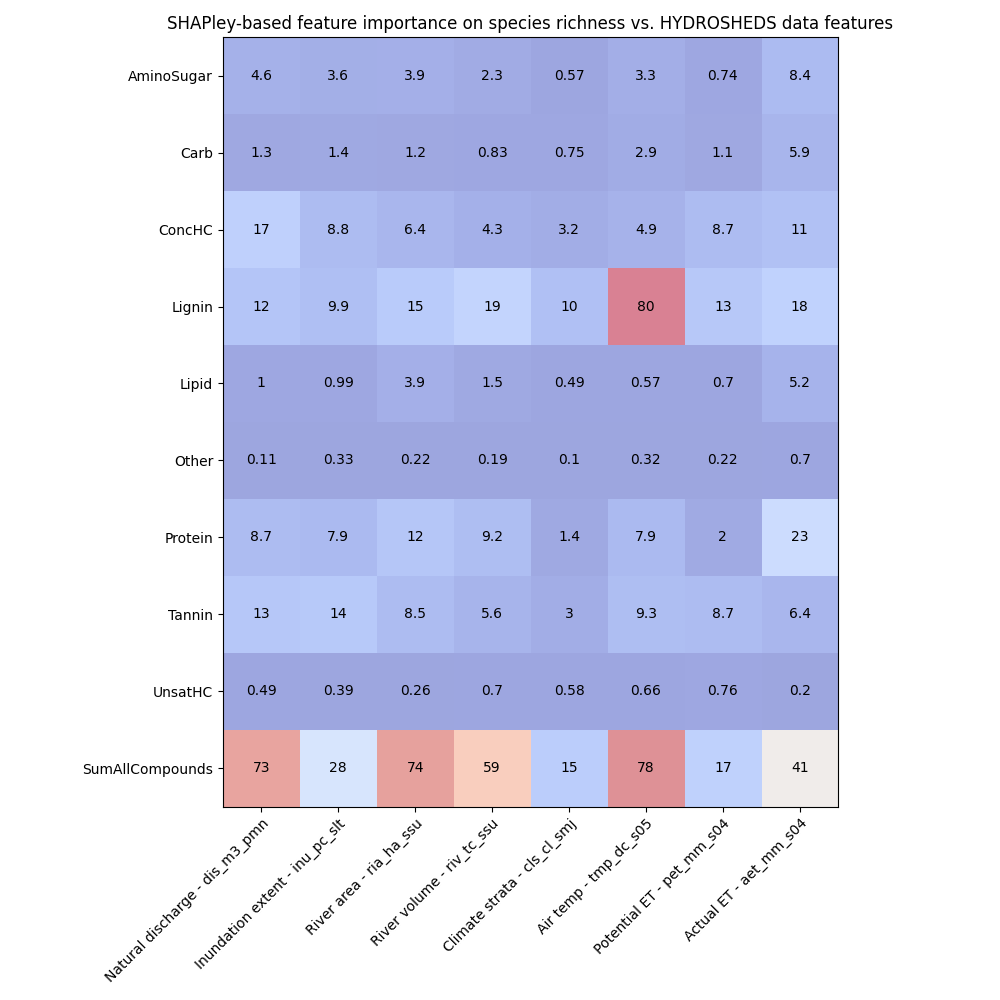 SHAPley-based feature importance on species richness vs. HYDROSHEDS data features
AminoSugar 4.6 3.6 3.9 2.3 0.57 3.3 0.74 8.4
Carb 1.3 1.4 1.2 0.83 0.75 2.9 1.1 5.9
ConcHC 17 8.8 6.4 4.3 3.2 4.9 8.7 11
Lignin 12 9.9 15 19 10 80 13 18
Lipid 1 0.99 3.9 1.5 0.49 0.57 0.7 5.2
Other 0.11 0.33 0.22 0.19 0.1 0.32 0.22 0.7
Protein 8.7 7.9 12 9.2 1.4 7.9 2 23
Tannin 13 14 8.5 5.6 3 9.3 8.7 6.4
UnsatHC 0.49 0.39 0.26 0.7 0.58 0.66 0.76 0.2
SumAllCompounds 73 28 74 59 15 78 17 41
Natural discharge - dis_m3_pmn
Inundation extent - inu_pc_slt
River area - ria_ha_ssu
River volume - riv_tc_ssu
Climate strata - cls_cl_smj
Air temp - tmp_dc_s05
Potential ET - pet_mm_s04
Actual ET - aet_mm_s04